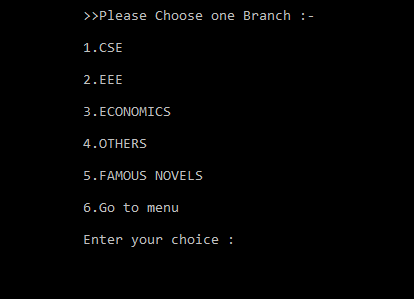 >>Please Choose one Branch :-
1.CSE
2.EEE
3.ECONOMICS
4.OTHERS
5.FAMOUS NOVELS
6.Go to menu
Enter your choice :